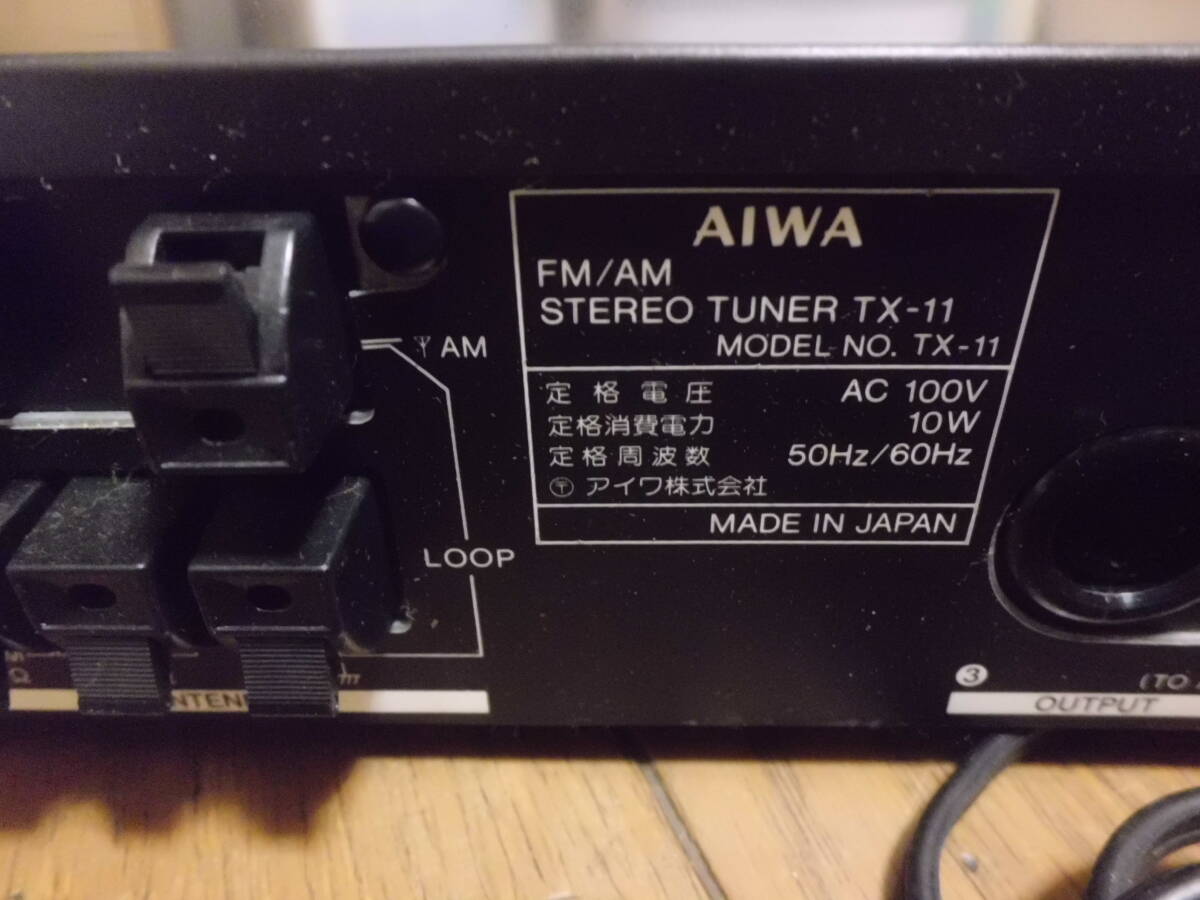 AIWA
FM/AM
STEREO TUNER TX-11
MODEL NO. TX-11
定格電圧 AC 100V
定格消費電力 10W
定格周波数 50Hz/60Hz
〶 アイワ株式会社
MADE IN JAPAN
AM
LOOP
3
(TO
OUTPUT